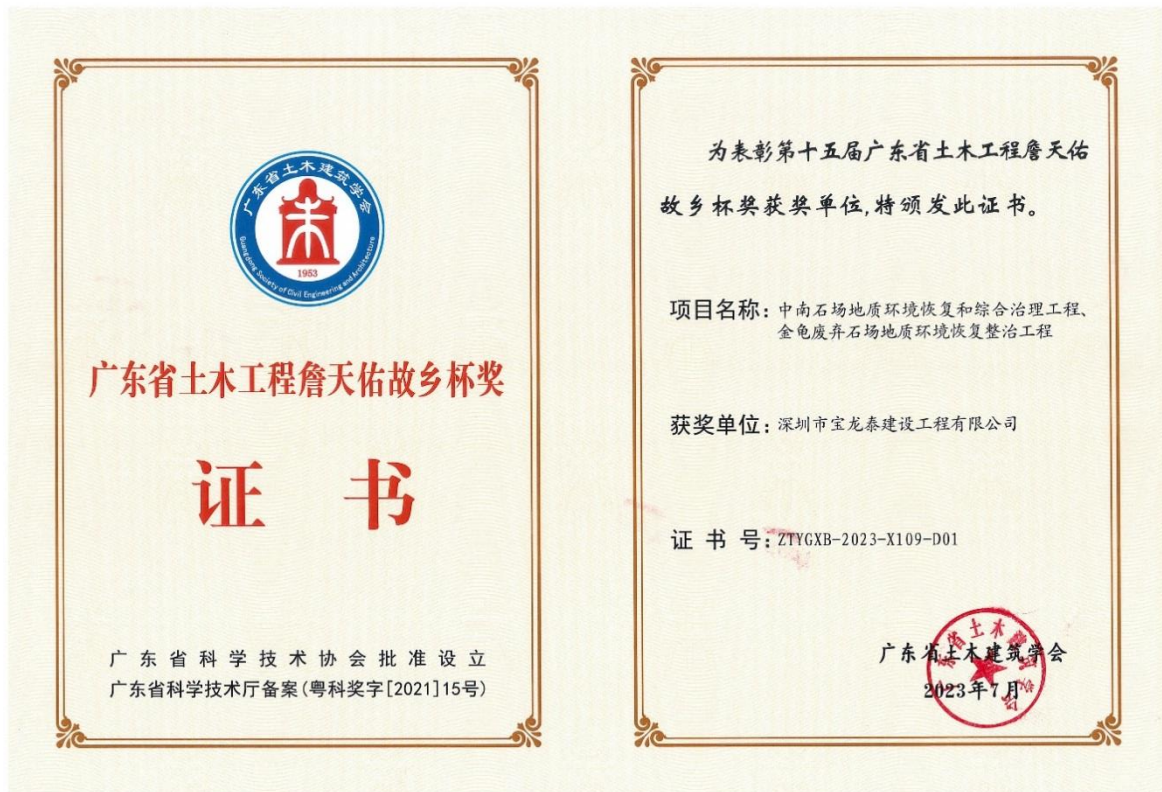 广东省土木建筑学会
1953
Guangdong Society of Civil Engineering and Architecture
广东省土木工程詹天佑故乡杯奖
证 书
广东省科学技术协会批准设立
广东省科学技术厅备案(粤科奖字[2021]15号)
为表彰第十五届广东省土木工程詹天佑
故乡杯奖获奖单位,特颁发此证书。
项目名称：中南石场地质环境恢复和综合治理工程、
金龟废弃石场地质环境恢复整治工程
获奖单位：深圳市宝龙泰建设工程有限公司
证 书 号：ZTYGXB-2023-X109-D01
广东省土木建筑学会
2023年7月
广东省土木建筑学会